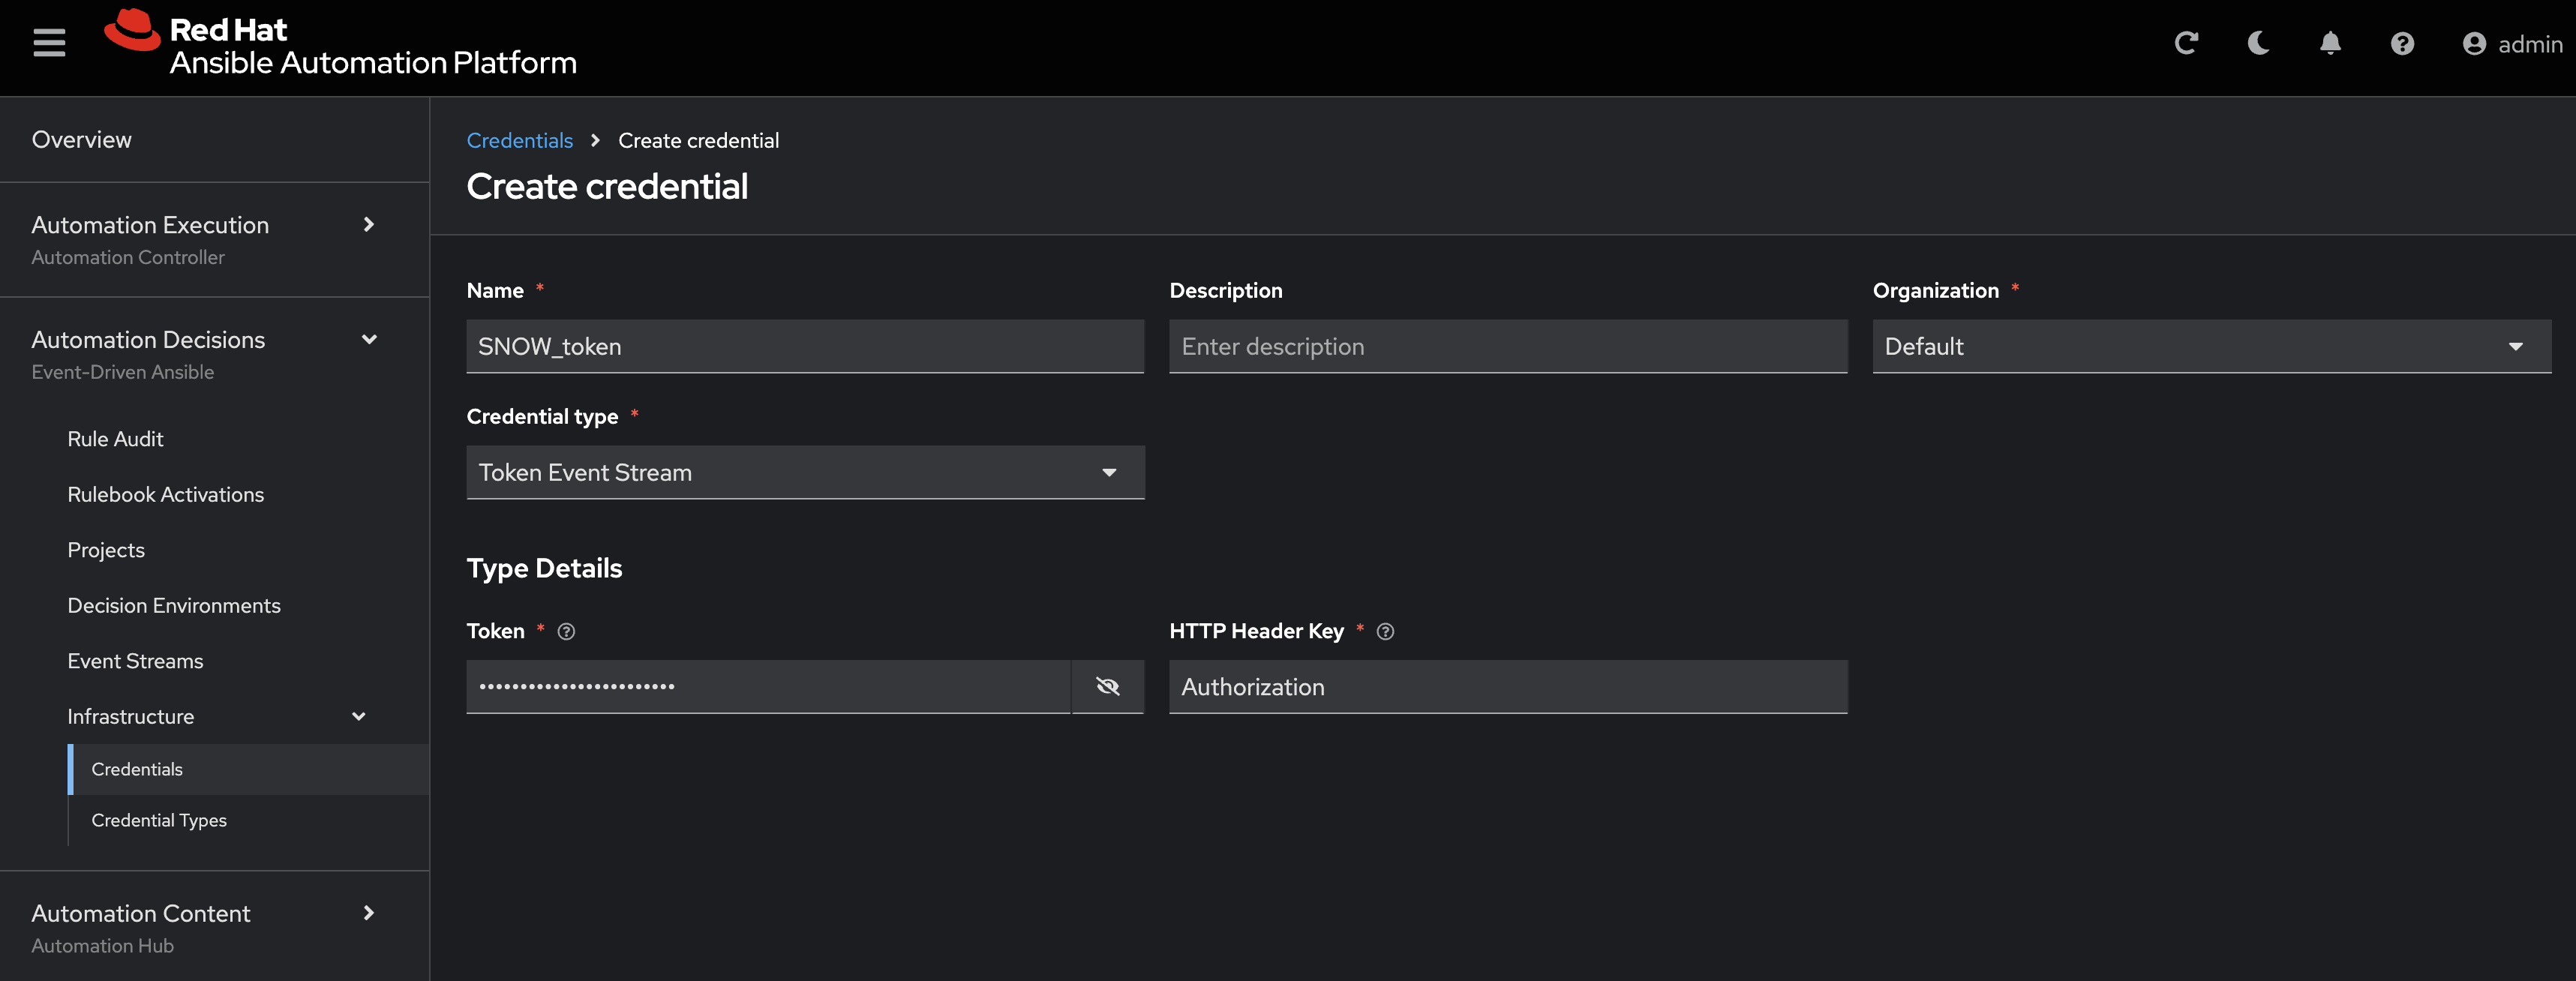 Red Hat
Ansible Automation Platform
admin
Overview
Automation Execution
Automation Controller
Automation Decisions
Event-Driven Ansible
Rule Audit
Rulebook Activations
Projects
Decision Environments
Event Streams
Infrastructure
Credentials
Credential Types
Automation Content
Automation Hub
Credentials > Create credential
Create credential
Name *
SNOW_token
Description
Enter description
Organization *
Default
Credential type *
Token Event Stream
Type Details
Token *
••••••••••••••••••••••••
HTTP Header Key *
Authorization